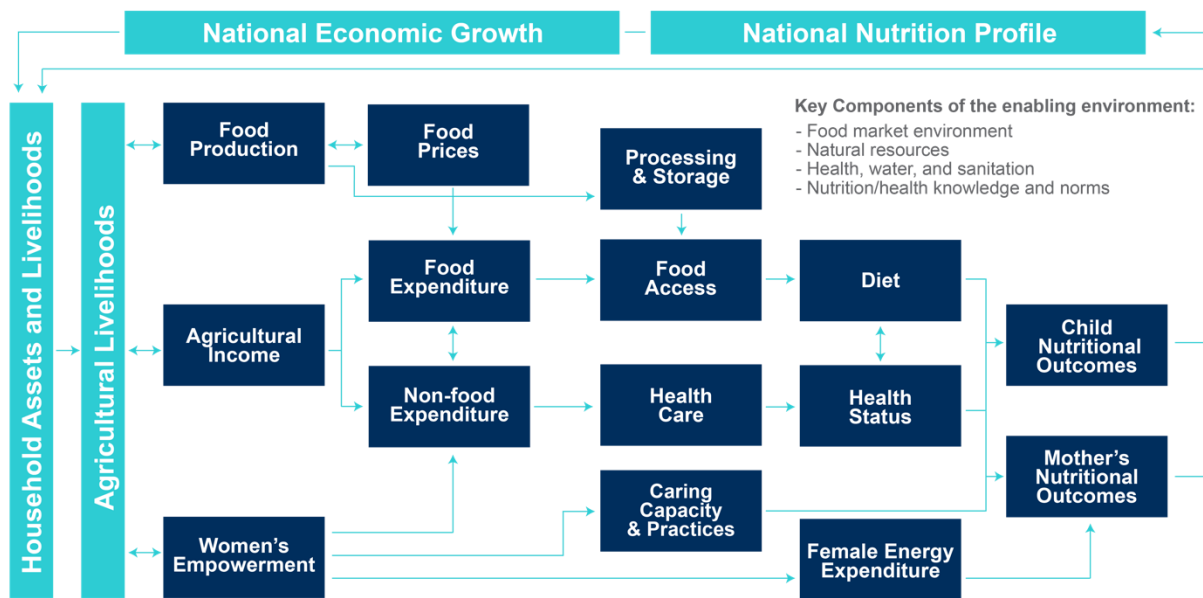 National Economic Growth
National Nutrition Profile
Household Assets and Livelihoods
Agricultural Livelihoods
Key Components of the enabling environment:
- Food market environment
- Natural resources
- Health, water, and sanitation
- Nutrition/health knowledge and norms
Food
Production
Food
Prices
Processing
& Storage
Food
Expenditure
Food
Access
Diet
Agricultural
Income
Child
Nutritional
Outcomes
Non-food
Expenditure
Health
Care
Health
Status
Mother's
Nutritional
Outcomes
Caring
Capacity
& Practices
Women's
Empowerment
Female Energy
Expenditure